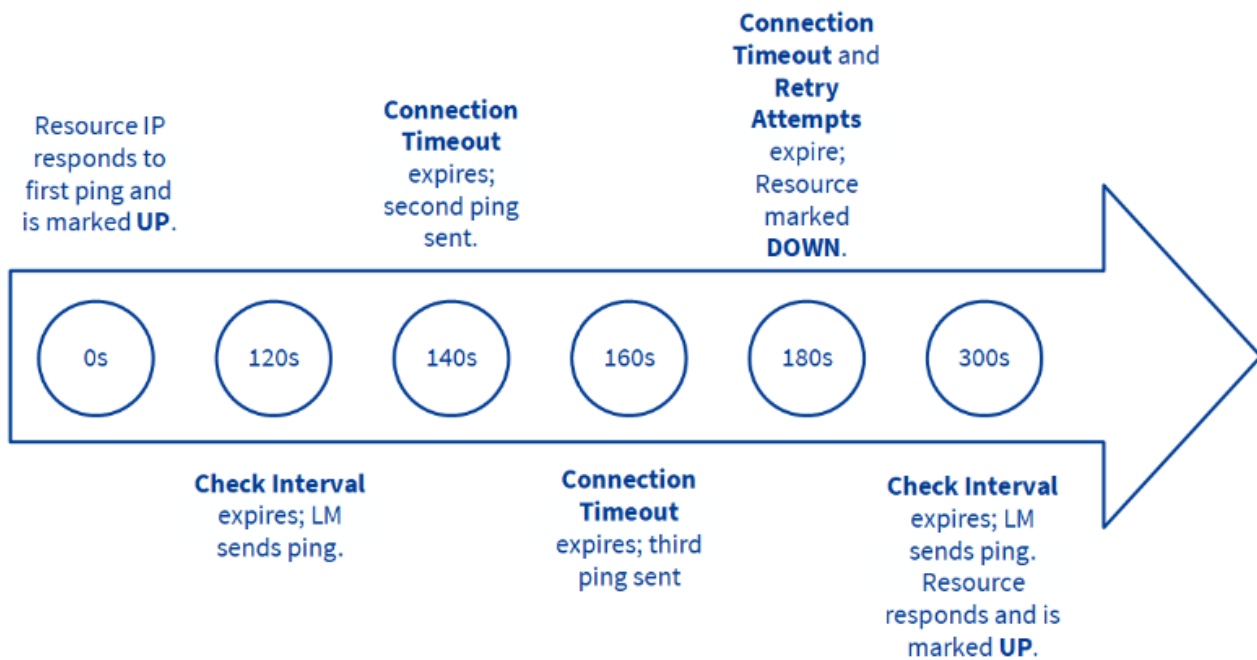 Resource IP
responds to
first ping and
is marked UP.
Connection
Timeout
expires;
second ping
sent.
Connection
Timeout and
Retry
Attempts
expire;
Resource
marked
DOWN.
0s
120s
140s
160s
180s
300s
Check Interval
expires; LM
sends ping.
Connection
Timeout
expires; third
ping sent
Check Interval
expires; LM
sends ping.
Resource
responds and is
marked UP.